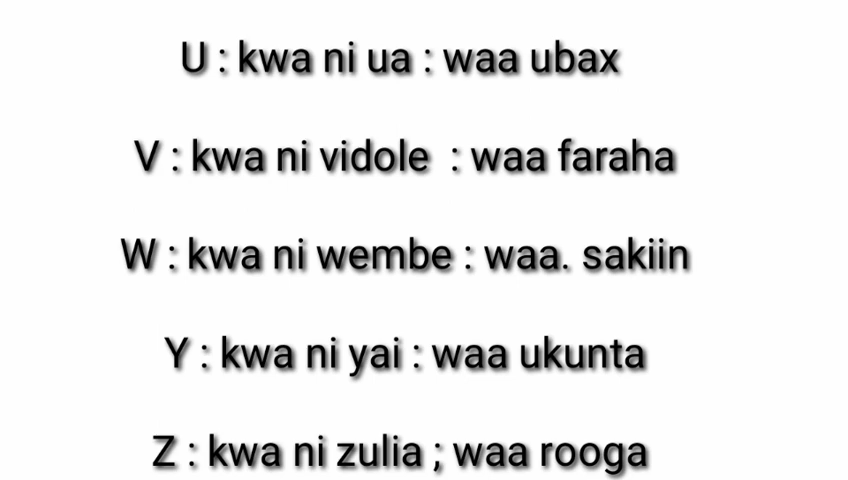 U : kwa ni ua : waa ubax
V : kwa ni vidole : waa faraha
W : kwa ni wembe : waa. sakiin
Y : kwa ni yai : waa ukunta
Z : kwa ni zulia ; waa rooga